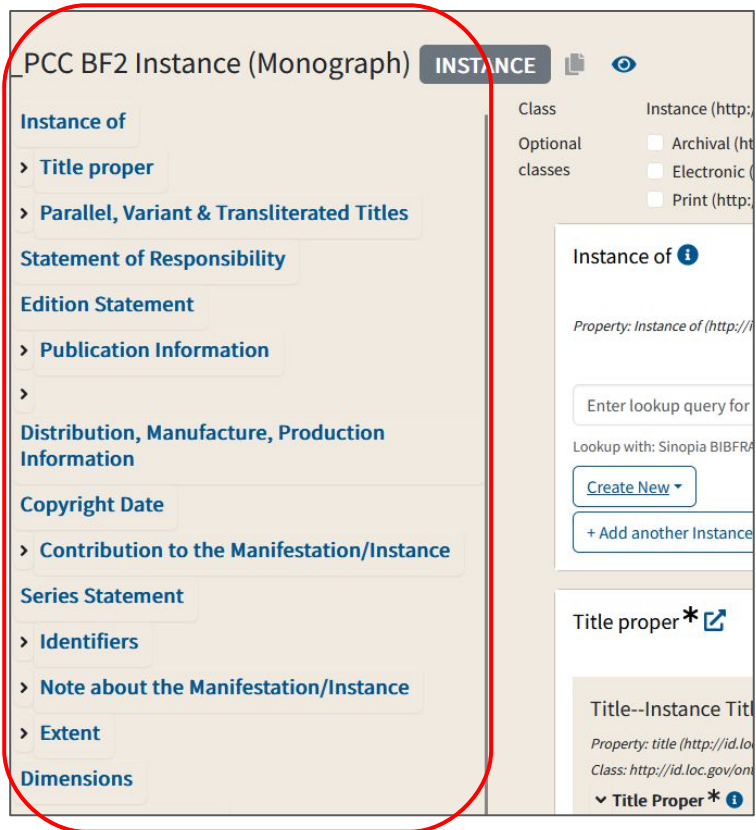 _PCC BF2 Instance (Monograph) INSTANCE
Instance of
Title proper
Parallel, Variant & Transliterated Titles
Statement of Responsibility
Edition Statement
Publication Information
Distribution, Manufacture, Production
Information
Copyright Date
Contribution to the Manifestation/Instance
Series Statement
Identifiers
Note about the Manifestation/Instance
Extent
Dimensions
Class Instance (http:/
Optional Archival (ht
classes Electronic (
Print (http:/
Instance of
Property: Instance of (http://i
Enter lookup query for
Lookup with: Sinopia BIBFRA
Create New
+ Add another Instance
Title proper*
Title--Instance Titl
Property: title (http://id.lo
Class: http://id.loc.gov/on
Title Proper*